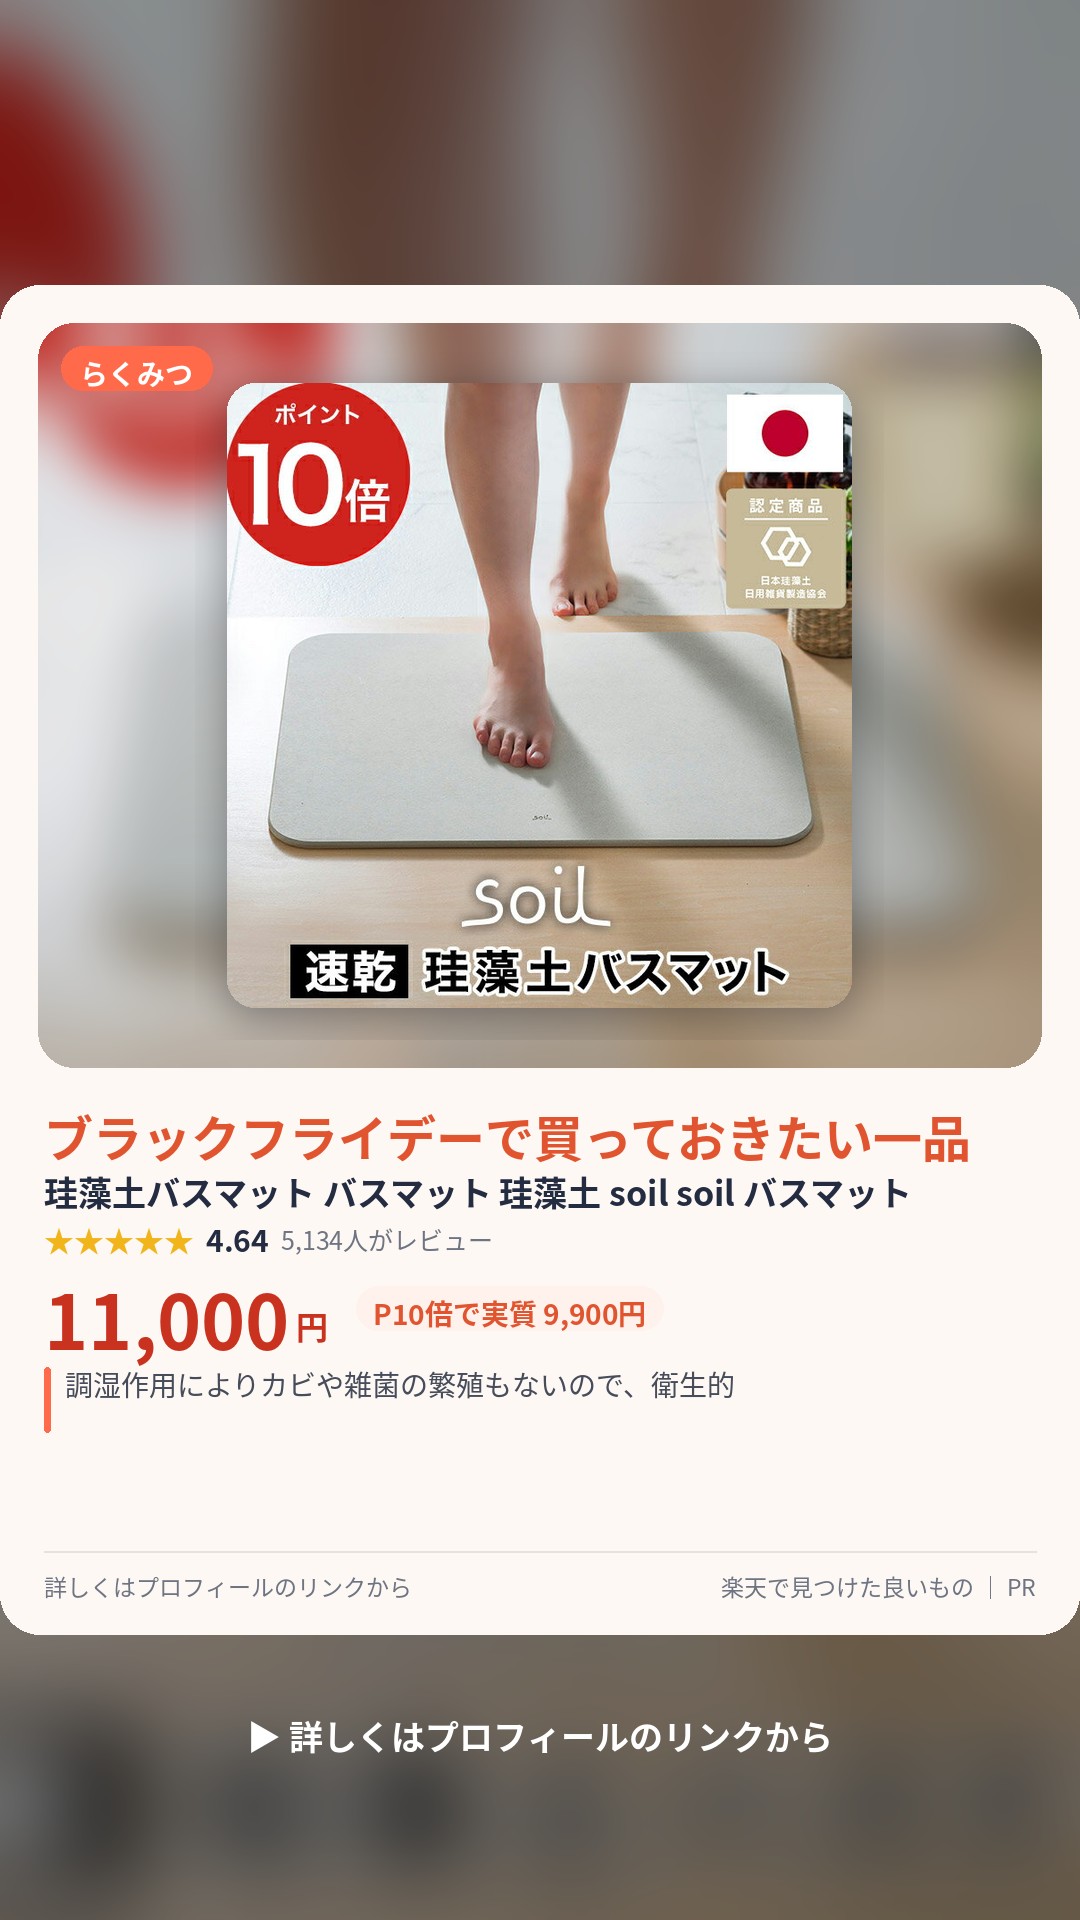 らくみつ
ポイント
10倍
認定商品
日本珪藻土
日用雑貨製造協会
soil
soil
速乾 珪藻土バスマット
ブラックフライデーで買っておきたい一品
珪藻土バスマット バスマット 珪藻土 soil soil バスマット
★★★★★ 4.64 5,134人がレビュー
11,000円 P10倍で実質 9,900円
調湿作用によりカビや雑菌の繁殖もないので、衛生的
詳しくはプロフィールのリンクから
楽天で見つけた良いもの｜PR
▶ 詳しくはプロフィールのリンクから